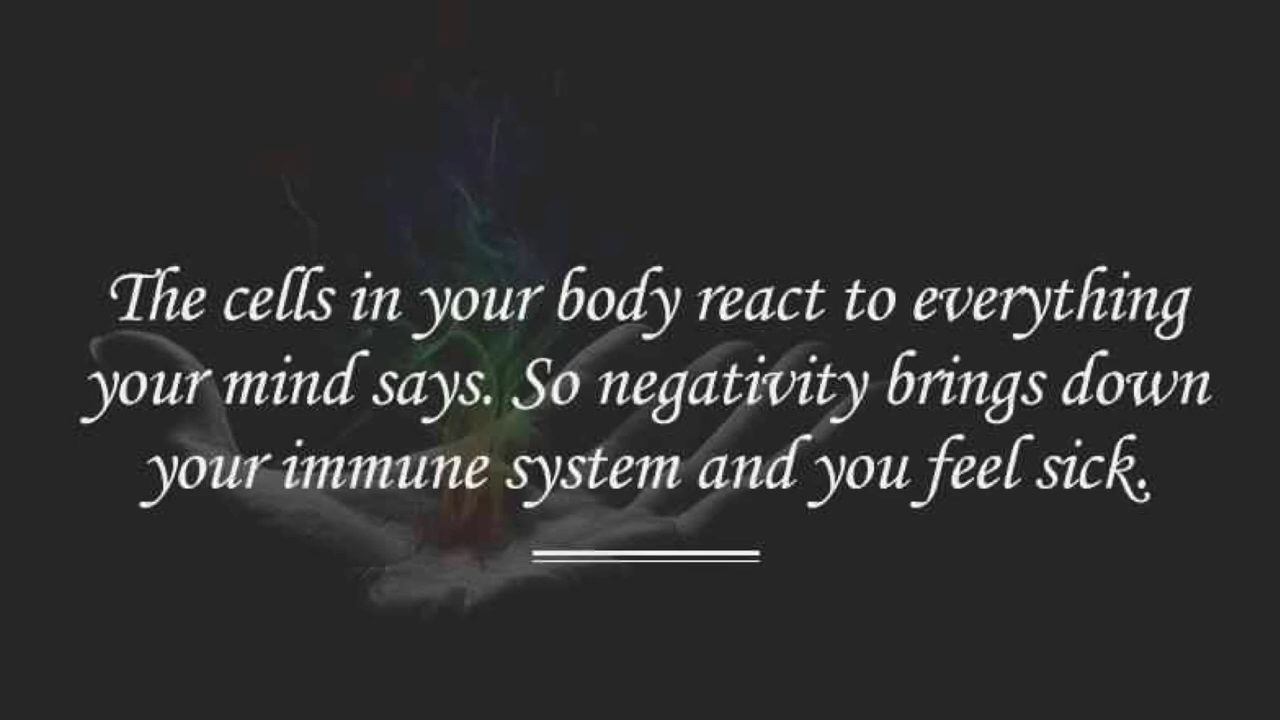 The cells in your body react to everything
your mind says. So negativity brings down
your immune system and you feel sick.